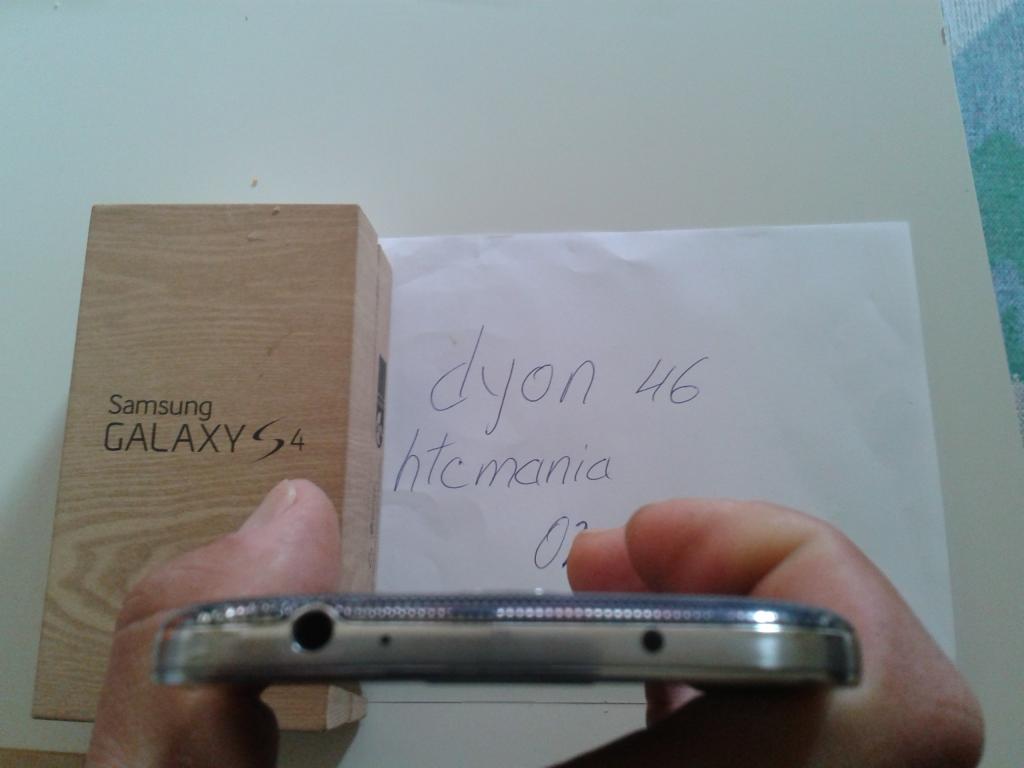 Samsung
GALAXY S4
dyon 46
htcmania